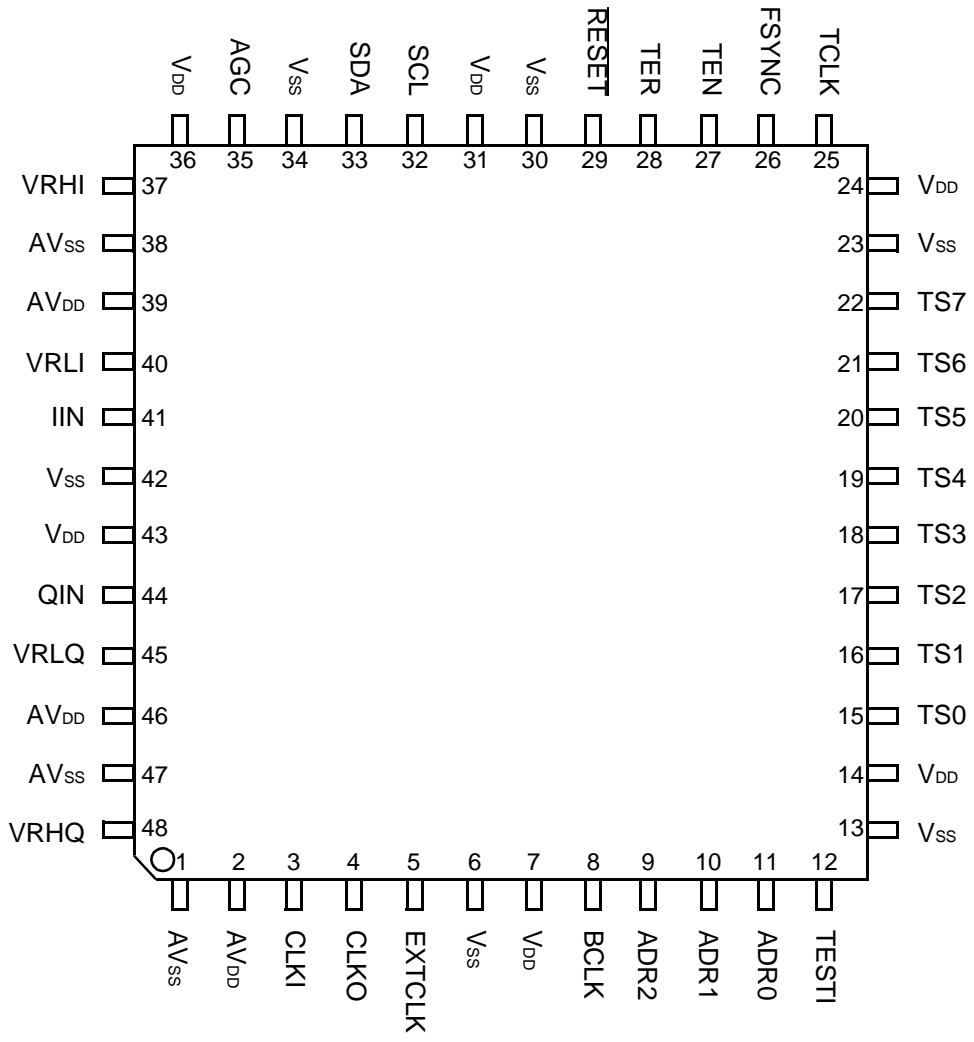 VDD AGC VSS SDA SCL VDD VSS RESET TER TEN FSYNC TCLK
36 35 34 33 32 31 30 29 28 27 26 25
VRHI 37 24 VDD
AVSS 38 23 VSS
AVDD 39 22 TS7
VRLI 40 21 TS6
IIN 41 20 TS5
VSS 42 19 TS4
VDD 43 18 TS3
QIN 44 17 TS2
VRLQ 45 16 TS1
AVDD 46 15 TS0
AVSS 47 14 VDD
VRHQ 48 13 VSS
1 2 3 4 5 6 7 8 9 10 11 12
AVSS AVDD CLKI CLKO EXTCLK VSS VDD BCLK ADR2 ADR1 ADR0 TESTI